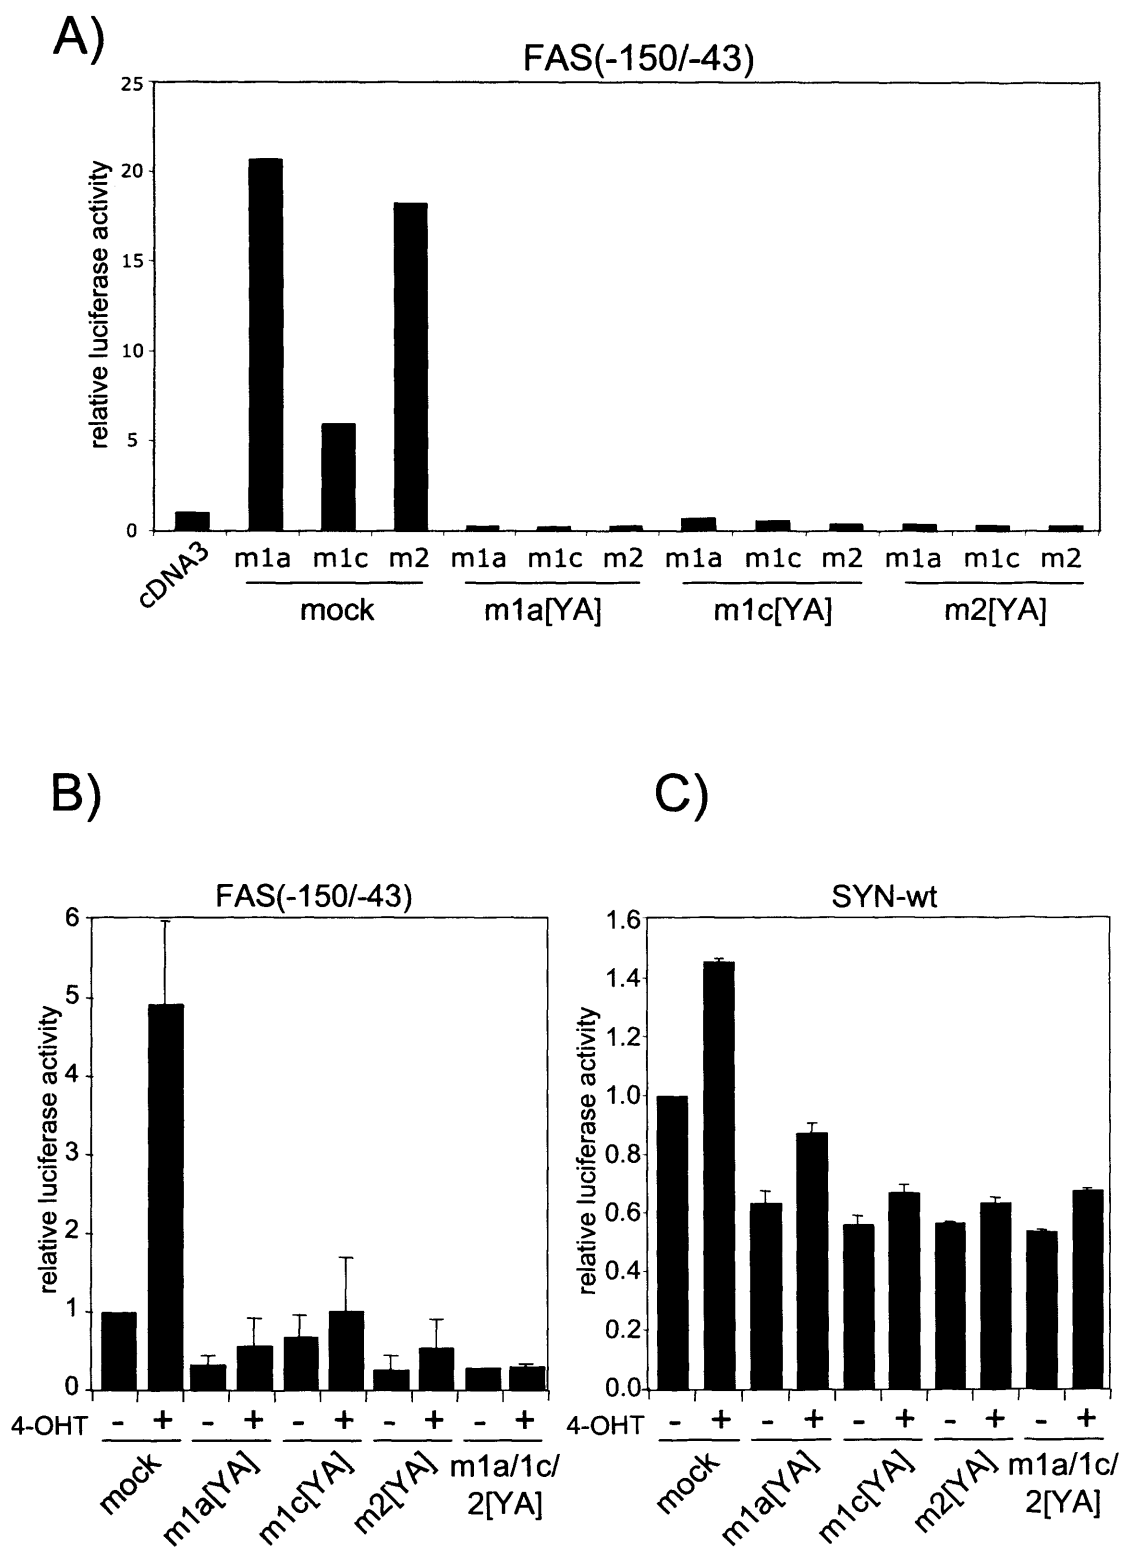 A)
FAS(-150/-43)
relative luciferase activity
25
20
15
10
5
0
cDNA3 m1a m1c m2 m1a m1c m2 m1a m1c m2 m1a m1c m2
mock m1a[YA] m1c[YA] m2[YA]
B)
FAS(-150/-43)
relative luciferase activity
6
5
4
3
2
1
0
4-OHT - + - + - + - + - +
mock m1a[YA] m1c[YA] m2[YA] m1a/1c/
2[YA]
C)
SYN-wt
relative luciferase activity
1.6
1.4
1.2
1.0
0.8
0.6
0.4
0.2
0.0
4-OHT - + - + - + - + - +
mock m1a[YA] m1c[YA] m2[YA] m1a/1c/
2[YA]